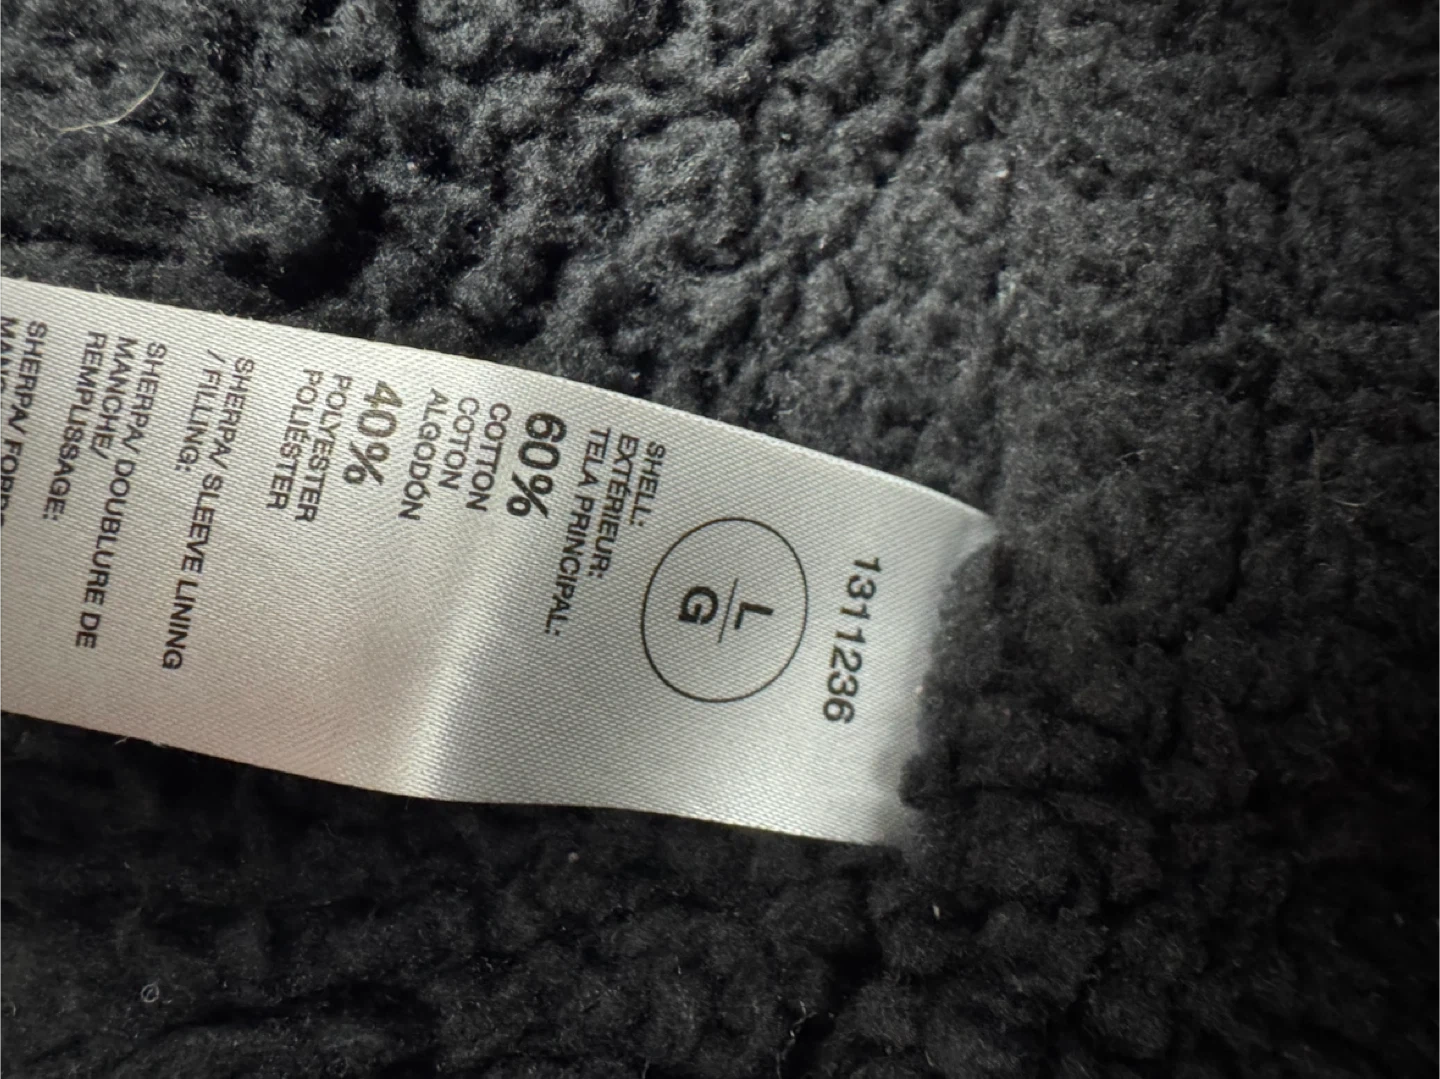 1311236
L
G
SHELL:
EXTÉRIEUR:
TELA PRINCIPAL:
60%
COTTON
COTON
ALGODÓN
40%
POLYESTER
POLIÉSTER
SHERPA/ SLEEVE LINING
/ FILLING:
SHERPA/ DOUBLURE DE
MANCHE/
REMPLISSAGE:
SHERPA/